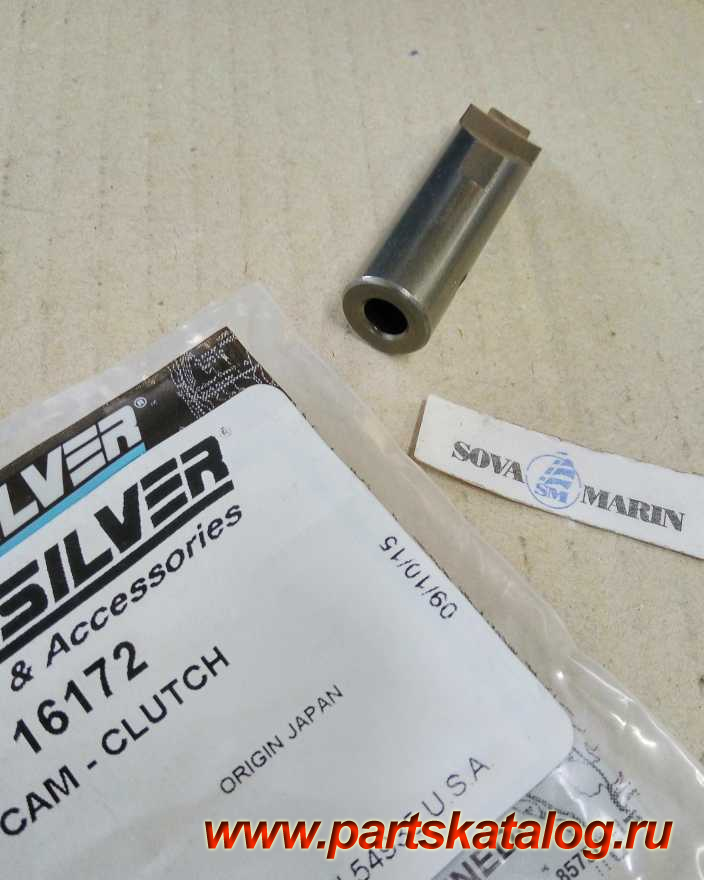 SOVA MARIN
SM
LVER®
SILVER®
& Accessories
16172
CAM - CLUTCH
09/10/15
ORIGIN JAPAN
U.S.A.
www.partskatalog.ru